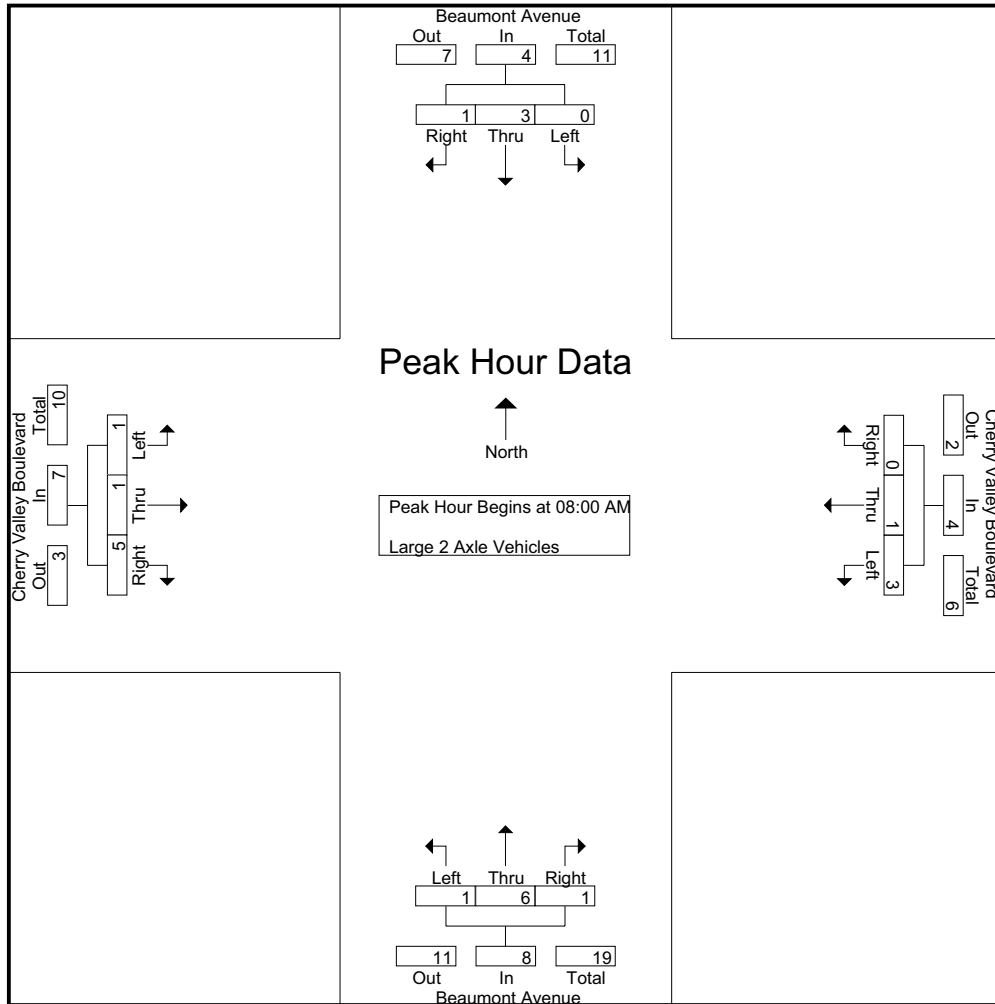 Beaumont Avenue
Out In Total
7 4 11
1 3 0
Right Thru Left
Peak Hour Data
North
Peak Hour Begins at 08:00 AM
Large 2 Axle Vehicles
Cherry Valley Boulevard
Total In Out
10 7 3
1 1 5
Left Thru Right
Cherry Valley Boulevard
Out In Total
2 4 6
0 1 3
Right Thru Left
Left Thru Right
1 6 1
11 8 19
Out In Total
Beaumont Avenue